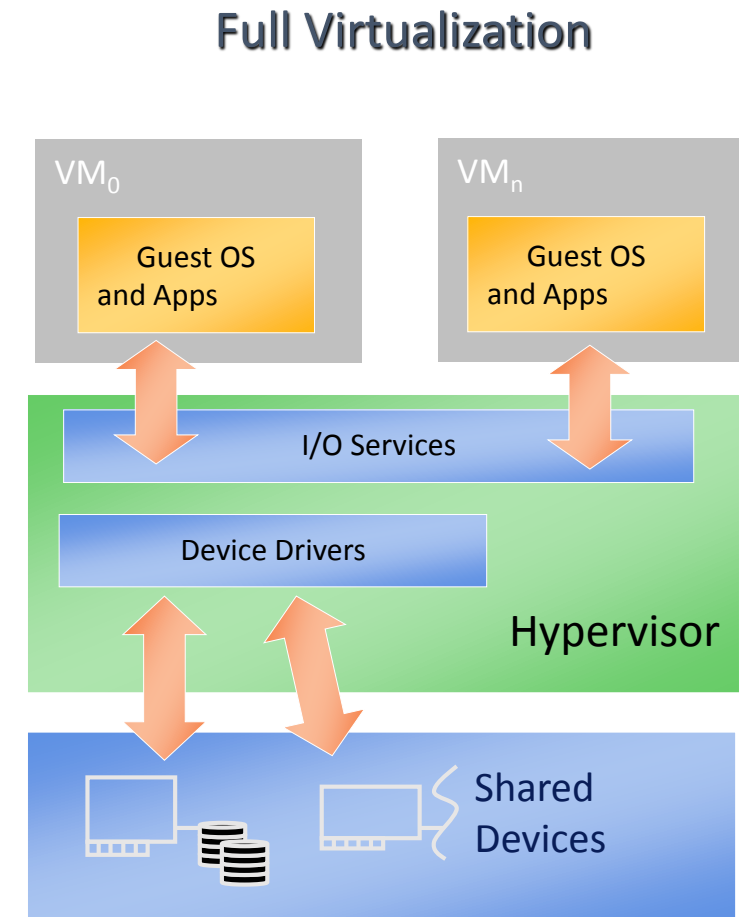 Full Virtualization
VM₀
VMₙ
Guest OS
and Apps
Guest OS
and Apps
I/O Services
Device Drivers
Hypervisor
Shared
Devices